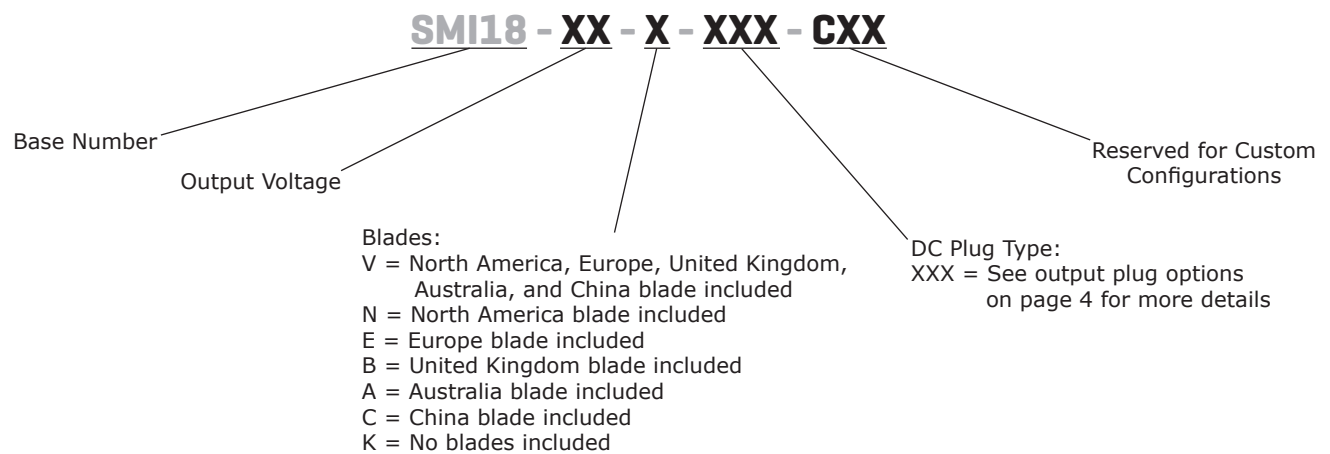 SMI18 - XX - X - XXX - CXX
Base Number
Output Voltage
Blades:
V = North America, Europe, United Kingdom,
Australia, and China blade included
N = North America blade included
E = Europe blade included
B = United Kingdom blade included
A = Australia blade included
C = China blade included
K = No blades included
DC Plug Type:
XXX = See output plug options
on page 4 for more details
Reserved for Custom
Configurations